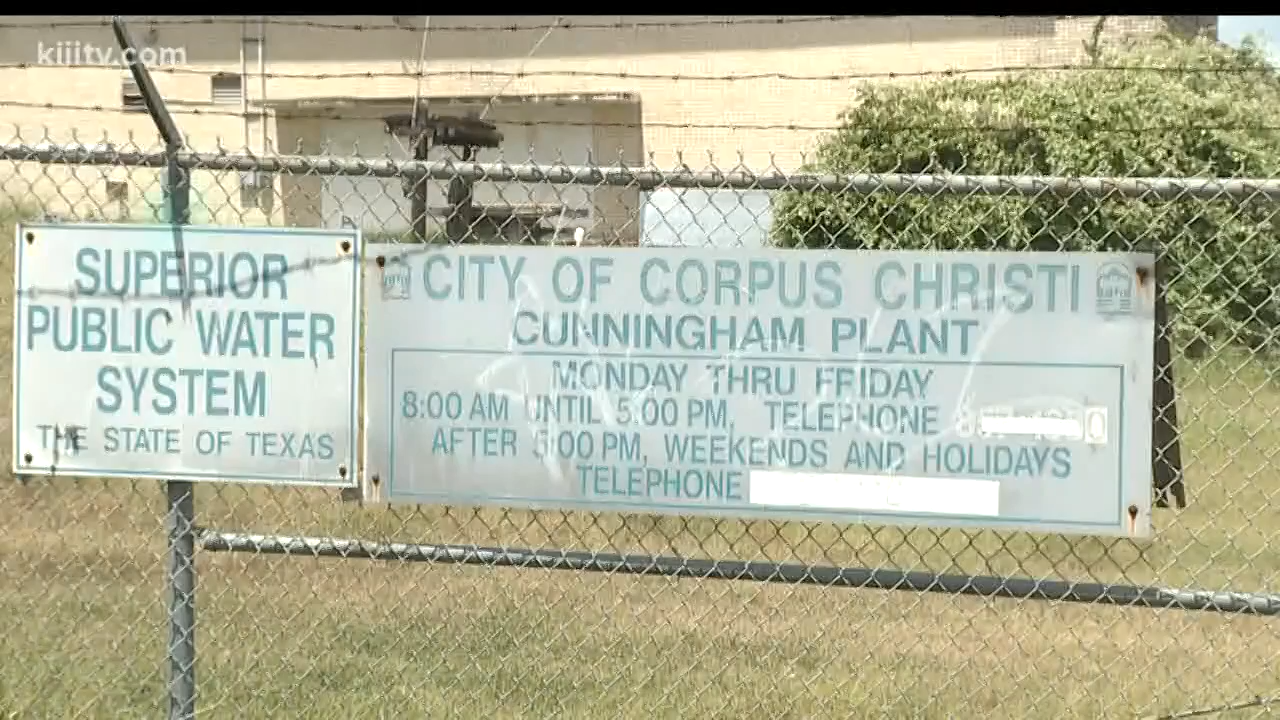 kiiitv.com
SUPERIOR
PUBLIC WATER
SYSTEM
THE STATE OF TEXAS
CITY OF CORPUS CHRISTI
CUNNINGHAM PLANT
MONDAY THRU FRIDAY
8:00 AM UNTIL 5:00 PM, TELEPHONE
AFTER 5:00 PM, WEEKENDS AND HOLIDAYS
TELEPHONE